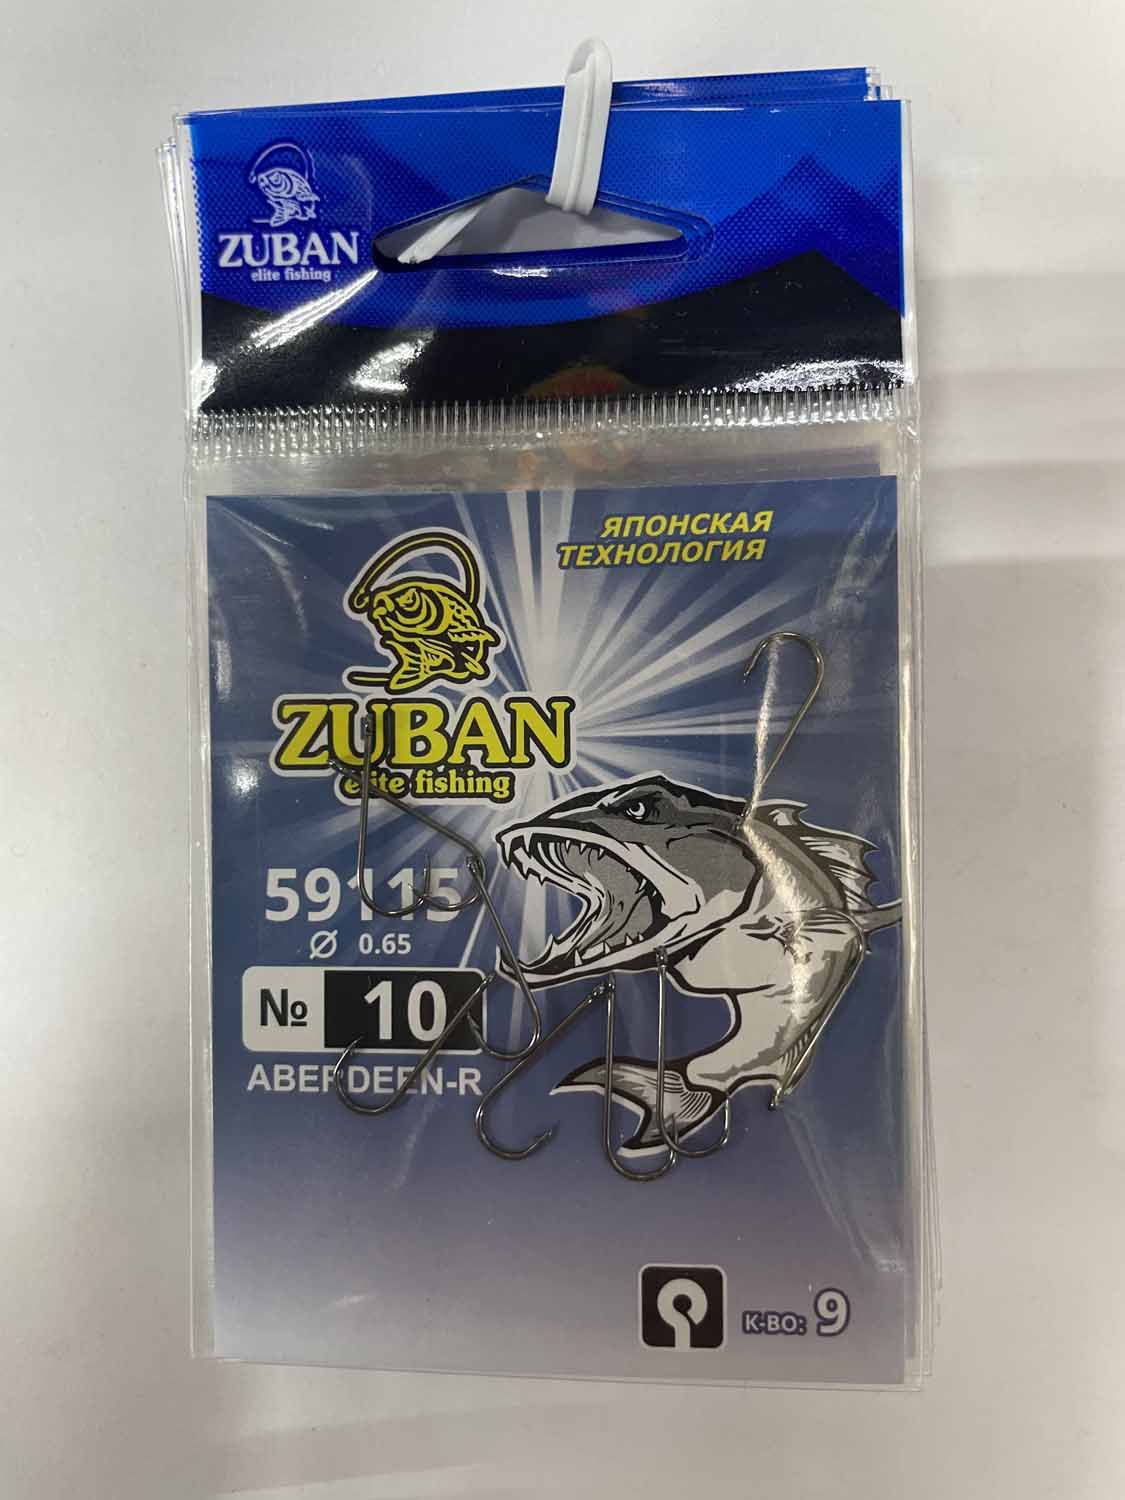 ZUBAN
elite fishing
ЯПОНСКАЯ
ТЕХНОЛОГИЯ
ZUBAN
elite fishing
59115
Ø 0.65
№ 10
ABERDEEN-R
К-ВО: 9